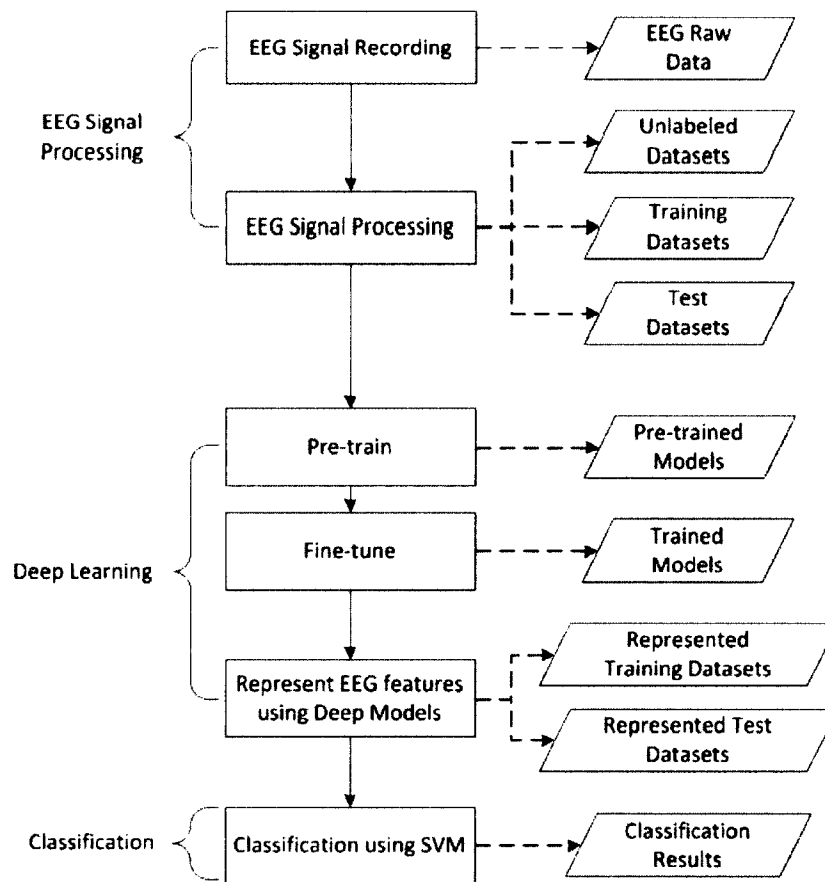 EEG Signal Recording
EEG Raw
Data
EEG Signal
Processing
Unlabeled
Datasets
EEG Signal Processing
Training
Datasets
Test
Datasets
Pre-train
Pre-trained
Models
Deep Learning
Fine-tune
Trained
Models
Represent EEG features
using Deep Models
Represented
Training Datasets
Represented Test
Datasets
Classification
Classification using SVM
Classification
Results